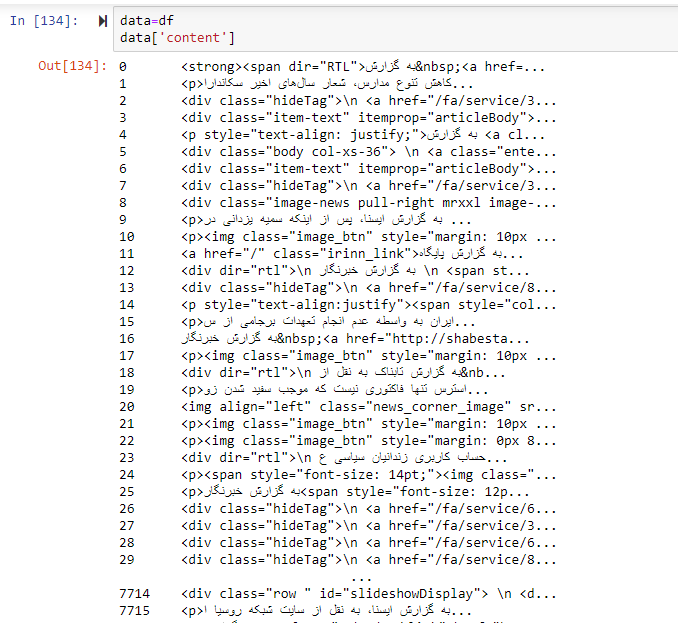 In [134]: data=df
data['content']
Out[134]: 0 <strong><span dir="RTL">به گزارش&nbsp;<a href=...
1 <p>کاهش تنوع مدارس، شعار سال‌های اخیر سکاندارا...
2 <div class="hideTag">\n <a href="/fa/service/3...
3 <div class="item-text" itemprop="articleBody">...
4 <p style="text-align: justify;">به گزارش <a cl...
5 <div class="body col-xs-36"> \n <a class="ente...
6 <div class="item-text" itemprop="articleBody">...
7 <div class="hideTag">\n <a href="/fa/service/3...
8 <div class="image-news pull-right mrxxl image-...
9 <p>به گزارش ایسنا، پس از اینکه سمیه یزدانی در ...
10 <p><img class="image_btn" style="margin: 10px ...
11 <a href="/" class="irinn_link">به گزارش پایگاه...
12 <div dir="rtl">\n به گزارش خبرنگار \n <span st...
13 <div class="hideTag">\n <a href="/fa/service/8...
14 <p style="text-align:justify"><span style="col...
15 <p>ایران به واسطه عدم انجام تعهدات برجامی از س...
16 به گزارش خبرنگار&nbsp;<a href="http://shabesta...
17 <p><img class="image_btn" style="margin: 10px ...
18 <div dir="rtl">\n به گزارش تابناک به نقل از&nb...
19 <p>استرس تنها فاکتوری نیست که موجب سفید شدن زو...
20 <img align="left" class="news_corner_image" sr...
21 <p><img class="image_btn" style="margin: 10px ...
22 <p><img class="image_btn" style="margin: 0px 8...
23 <div dir="rtl">\n حساب کاربری زندانیان سیاسی ع...
24 <p><span style="font-size: 14pt;"><img class="...
25 <p>به گزارش خبرنگار<span style="font-size: 12p...
26 <div class="hideTag">\n <a href="/fa/service/6...
27 <div class="hideTag">\n <a href="/fa/service/3...
28 <div class="hideTag">\n <a href="/fa/service/6...
29 <div class="hideTag">\n <a href="/fa/service/8...
...
7714 <div class="row " id="slideshowDisplay"> \n <d...
7715 <p>به گزارش ایسنا، به نقل از سایت شبکه روسیا ا...